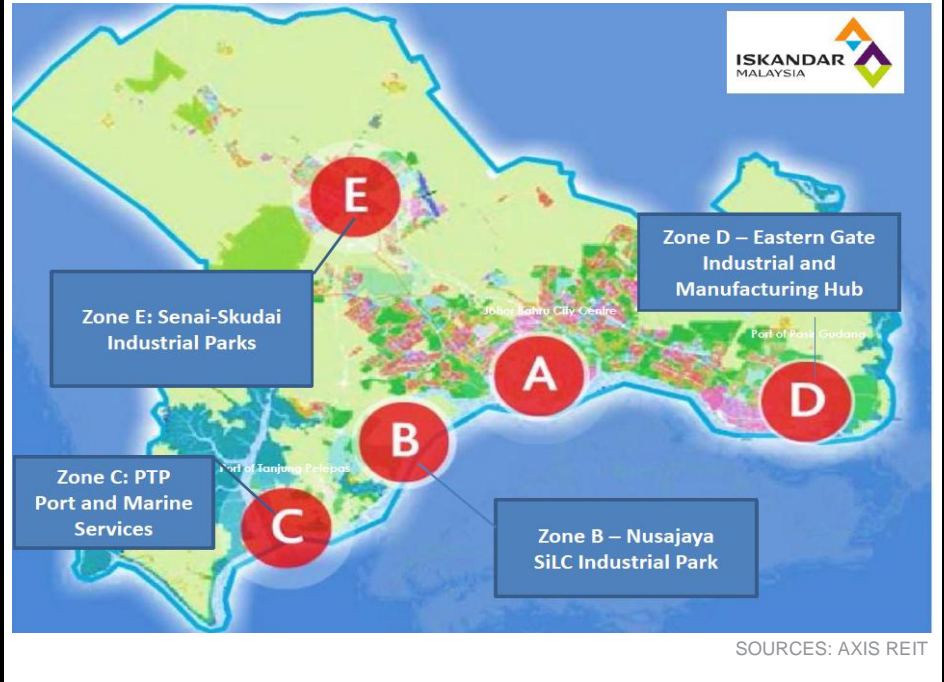 ISKANDAR
MALAYSIA
E
Zone D – Eastern Gate
Industrial and
Manufacturing Hub
Zone E: Senai-Skudai
Industrial Parks
Johor Bahru City Centre
Port of Pasir Gudang
A
D
B
Port of Tanjung Pelepas
Zone C: PTP
Port and Marine
Services
C
Zone B – Nusajaya
SiLC Industrial Park
SOURCES: AXIS REIT